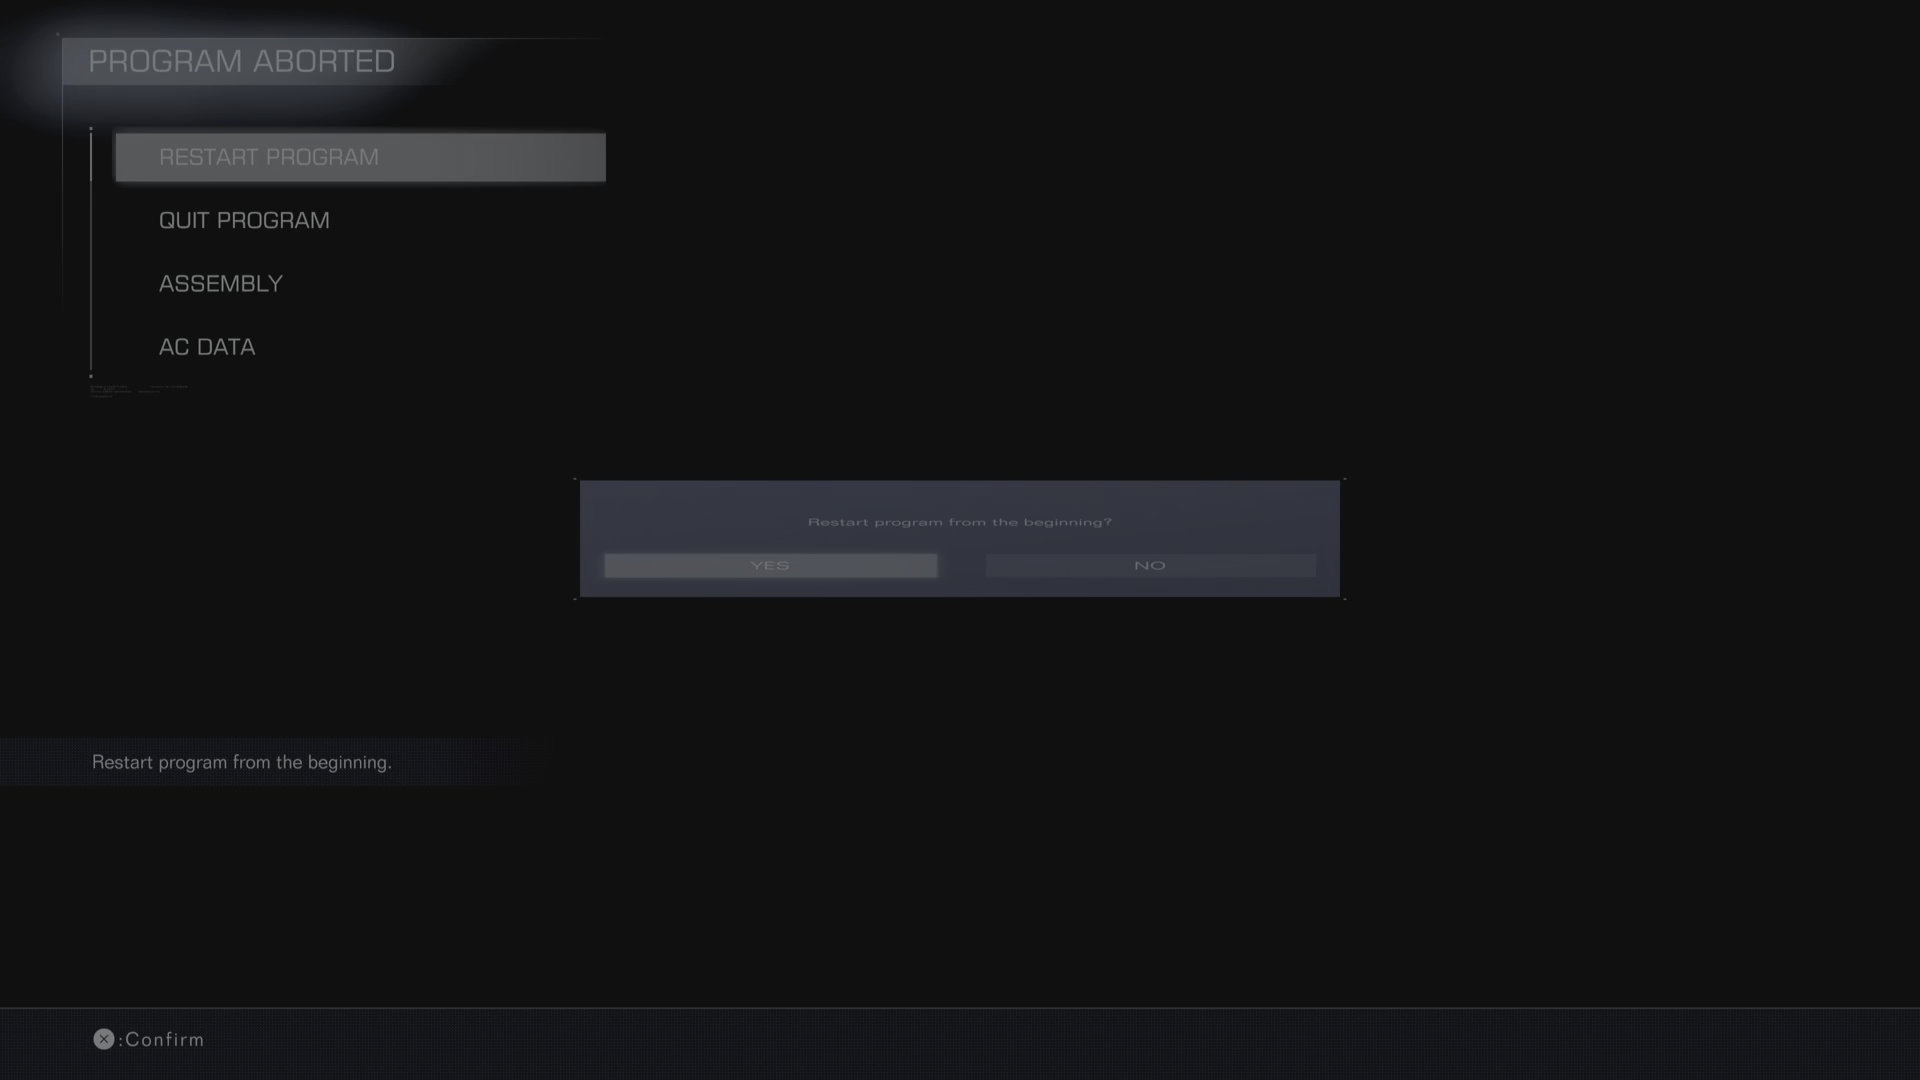 PROGRAM ABORTED
RESTART PROGRAM
QUIT PROGRAM
ASSEMBLY
AC DATA
Restart program from the beginning?
YES
NO
Restart program from the beginning.
:Confirm